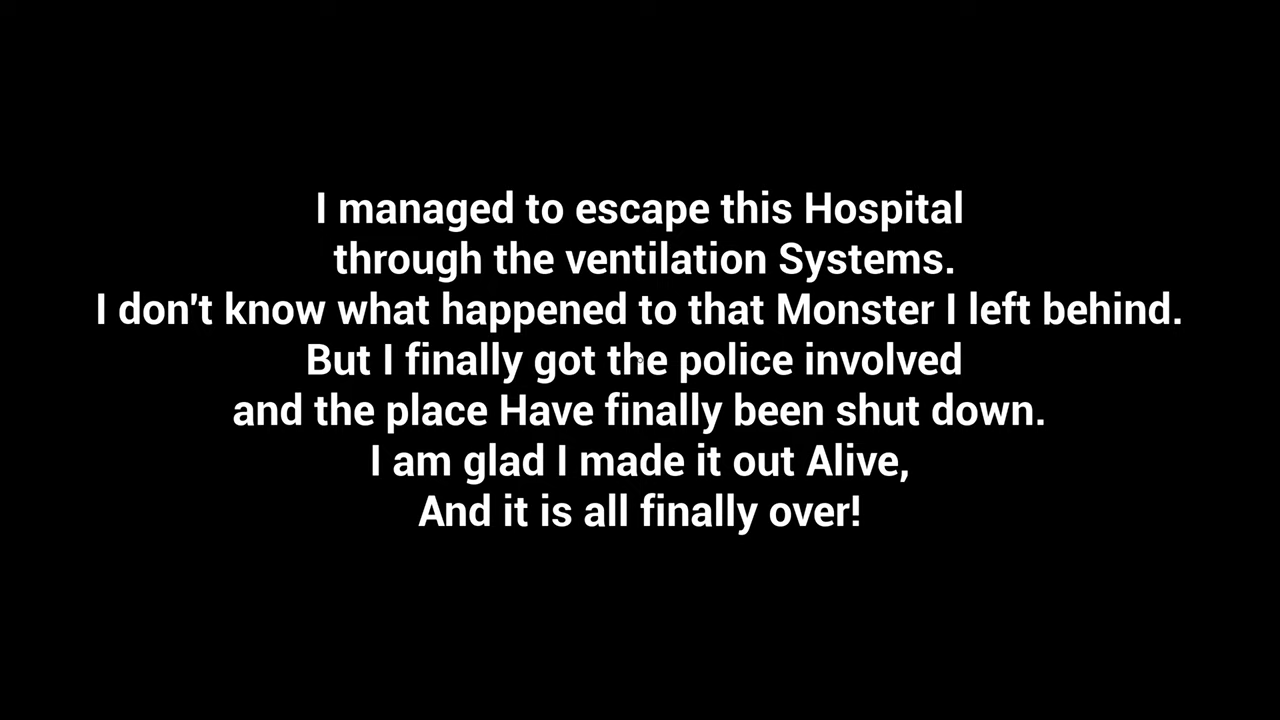 I managed to escape this Hospital
through the ventilation Systems.
I don't know what happened to that Monster I left behind.
But I finally got the police involved
and the place Have finally been shut down.
I am glad I made it out Alive,
And it is all finally over!